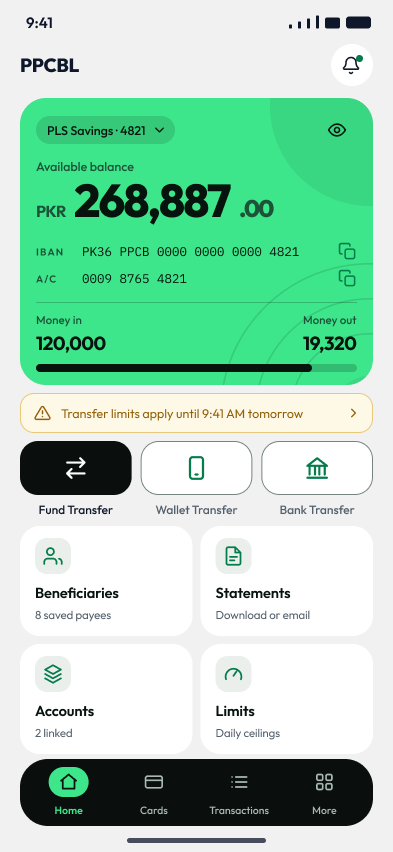 9:41
PPCBL
PLS Savings · 4821
Available balance
PKR 268,887 .00
IBAN PK36 PPCB 0000 0000 0000 4821
A/C 0009 8765 4821
Money in Money out
120,000 19,320
Transfer limits apply until 9:41 AM tomorrow
Fund Transfer Wallet Transfer Bank Transfer
Beneficiaries Statements
8 saved payees Download or email
Accounts Limits
2 linked Daily ceilings
Home Cards Transactions More